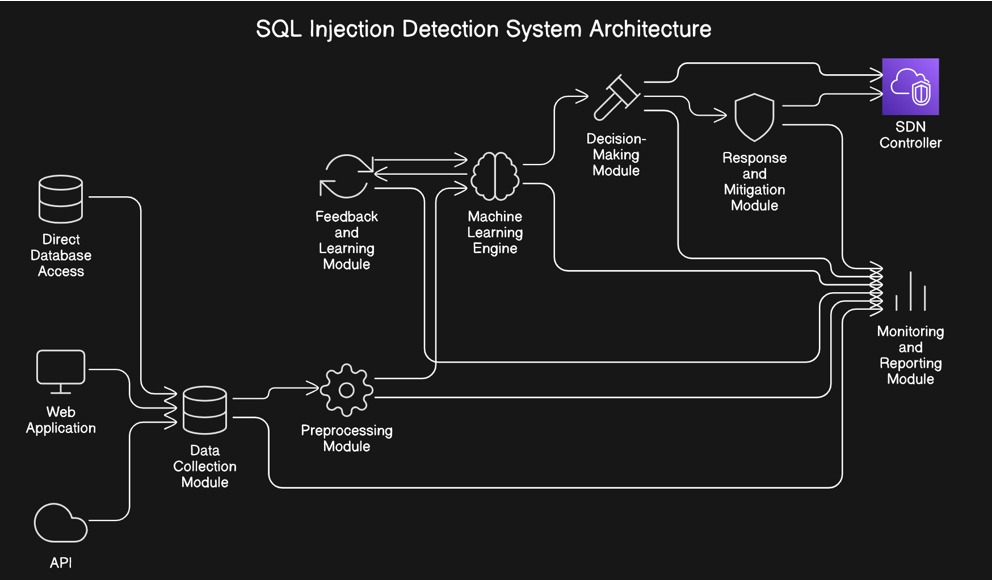 SQL Injection Detection System Architecture
SDN
Controller
Decision-
Making
Module
Response
and
Mitigation
Module
Feedback
and
Learning
Module
Machine
Learning
Engine
Direct
Database
Access
Monitoring
and
Reporting
Module
Web
Application
Preprocessing
Module
Data
Collection
Module
API